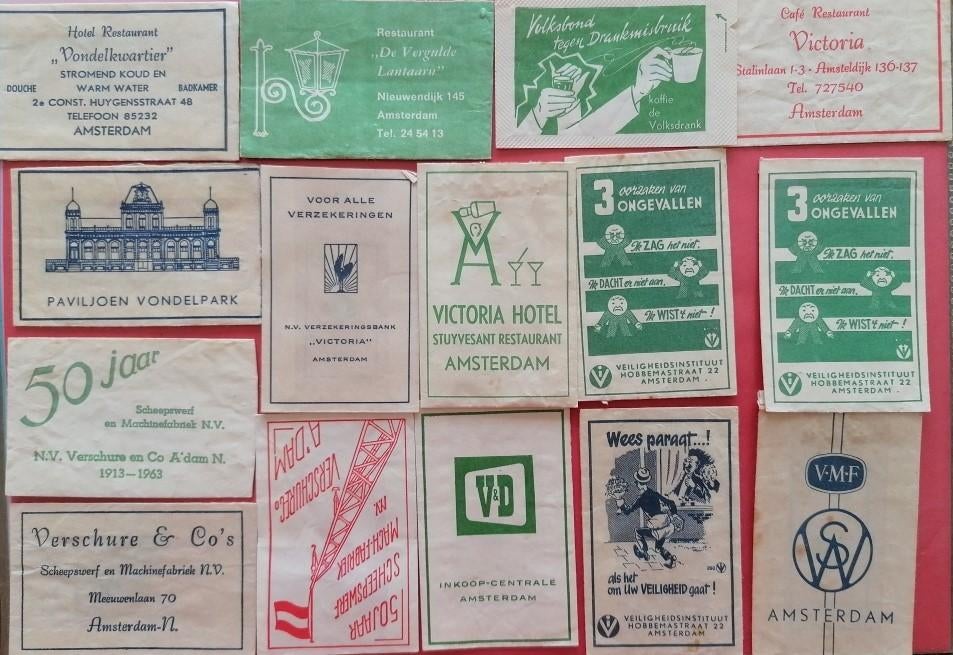 Hotel Restaurant
„Vondelkwartier"
STROMEND KOUD EN
DOUCHE WARM WATER BADKAMER
2e CONST. HUYGENSSTRAAT 48
TELEFOON 85232
AMSTERDAM
Restaurant
„De Vergulde
Lantaarn"
Nieuwendijk 145
Amsterdam
Tel. 24 54 13
Volksbond
tegen Drankmisbruik
koffie
de
Volksdrank
Café Restaurant
Victoria
Stalinlaan 1-3 - Amsteldijk 136-137
Tel. 727540
Amsterdam
PAVILJOEN VONDELPARK
VOOR ALLE
VERZEKERINGEN
N.V. VERZEKERINGSBANK
„VICTORIA"
AMSTERDAM
VICTORIA HOTEL
STUYVESANT RESTAURANT
AMSTERDAM
3 oorzaken van
ONGEVALLEN
Ik ZAG het niet.
Ik DACHT er niet aan.
Ik WIST 't niet-!
VEILIGHEIDSINSTITUUT
HOBBEMASTRAAT 22
AMSTERDAM.
3 oorzaken van
ONGEVALLEN
Ik ZAG het niet.
Ik DACHT er niet aan.
Ik WIST 't niet-!
VEILIGHEIDSINSTITUUT
HOBBEMASTRAAT 22
AMSTERDAM.
50 jaar
Scheepswerf
en Machinefabriek N.V.
N.V. Verschure en Co A'dam N.
1913-1963
50 JAAR
SCHEEPSWERF
MACH-FABRIEK
N.V.
VERSCHURE & Co
A'DAM
V&D
INKOOP-CENTRALE
AMSTERDAM
Wees paraat...!
als het
om Uw VEILIGHEID gaat!
VEILIGHEIDSINSTITUUT
HOBBEMASTRAAT 22
AMSTERDAM
V·M·F
AMSTERDAM
Verschure & Co's
Scheepswerf en Machinefabriek N.V.
Meeuwenlaan 70
Amsterdam-N.